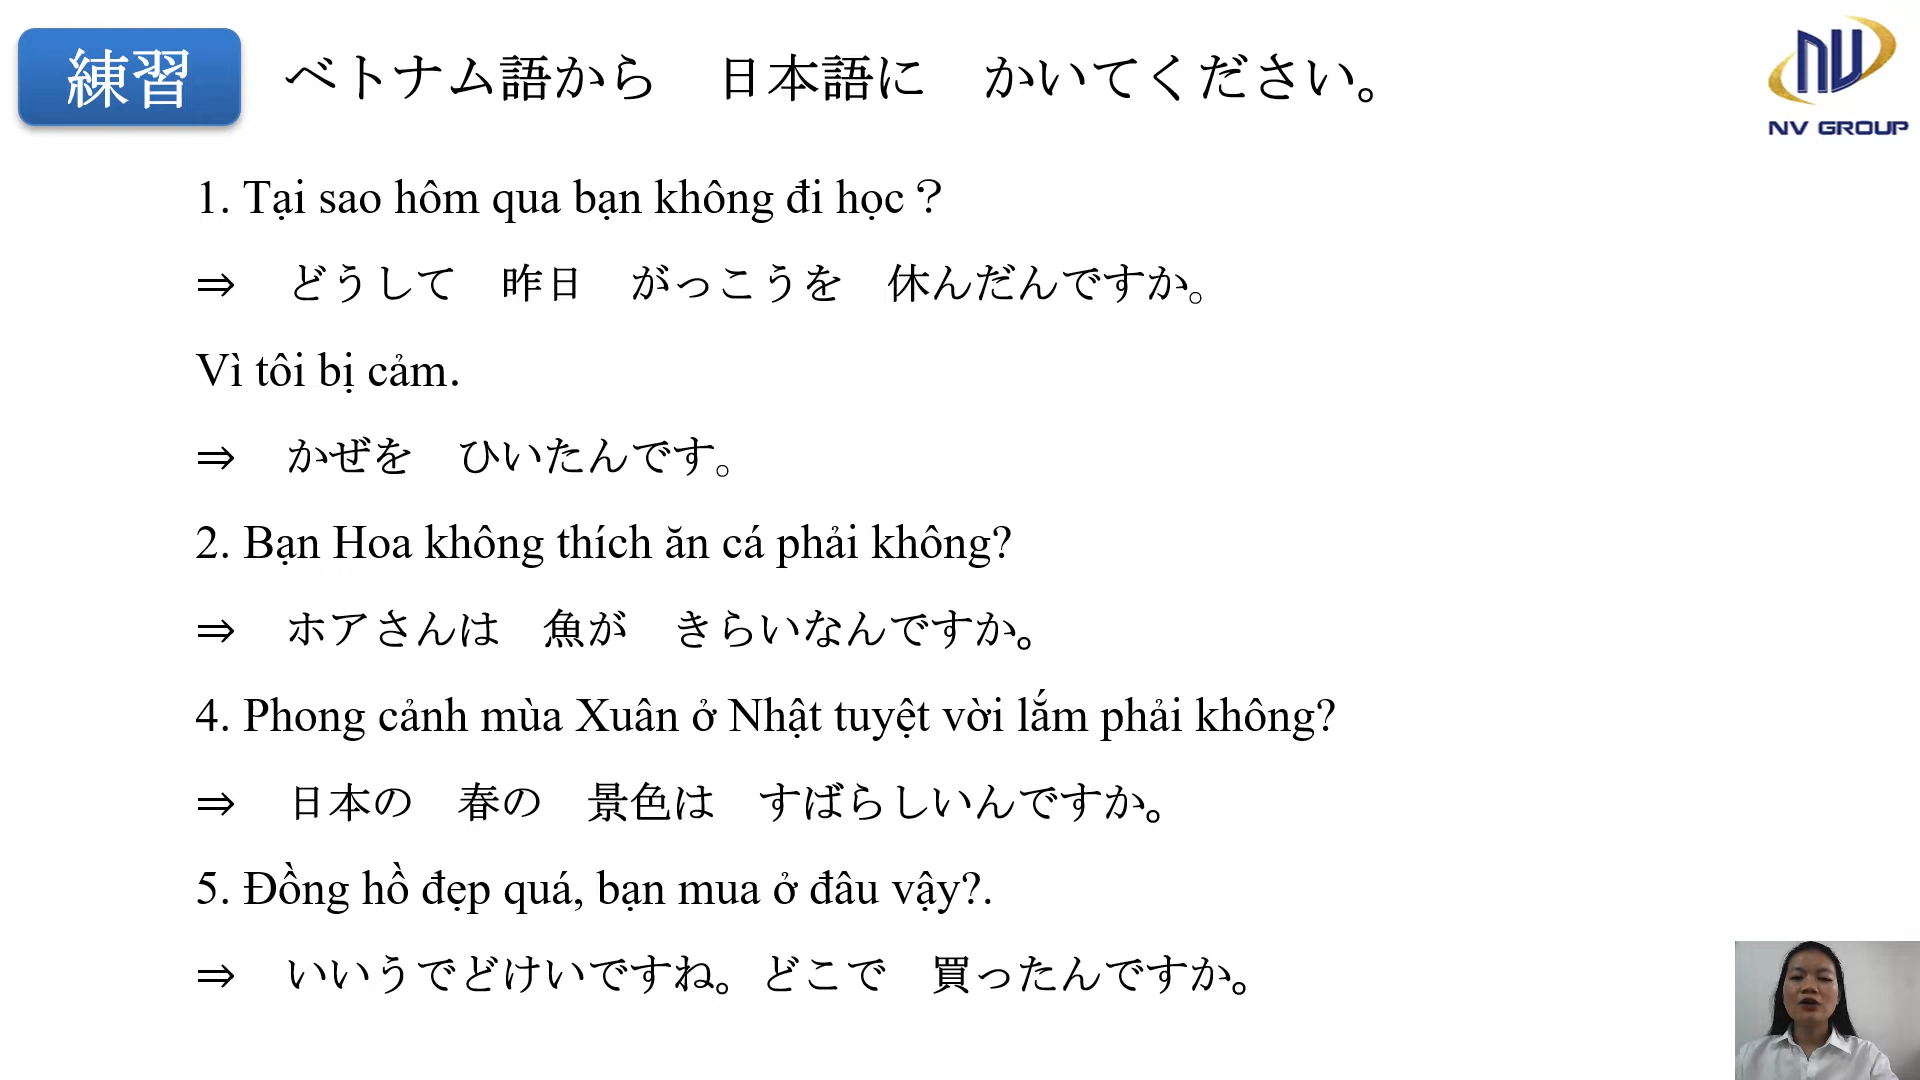 練習 ベトナム語から　日本語に　かいてください。
NV GROUP
1. Tại sao hôm qua bạn không đi học？
⇒　どうして　昨日　がっこうを　休んだんですか。
Vì tôi bị cảm.
⇒　かぜを　ひいたんです。
2. Bạn Hoa không thích ăn cá phải không?
⇒　ホアさんは　魚が　きらいなんですか。
4. Phong cảnh mùa Xuân ở Nhật tuyệt vời lắm phải không?
⇒　日本の　春の　景色は　すばらしいんですか。
5. Đồng hồ đẹp quá, bạn mua ở đâu vậy?.
⇒　いいうでどけいですね。どこで　買ったんですか。